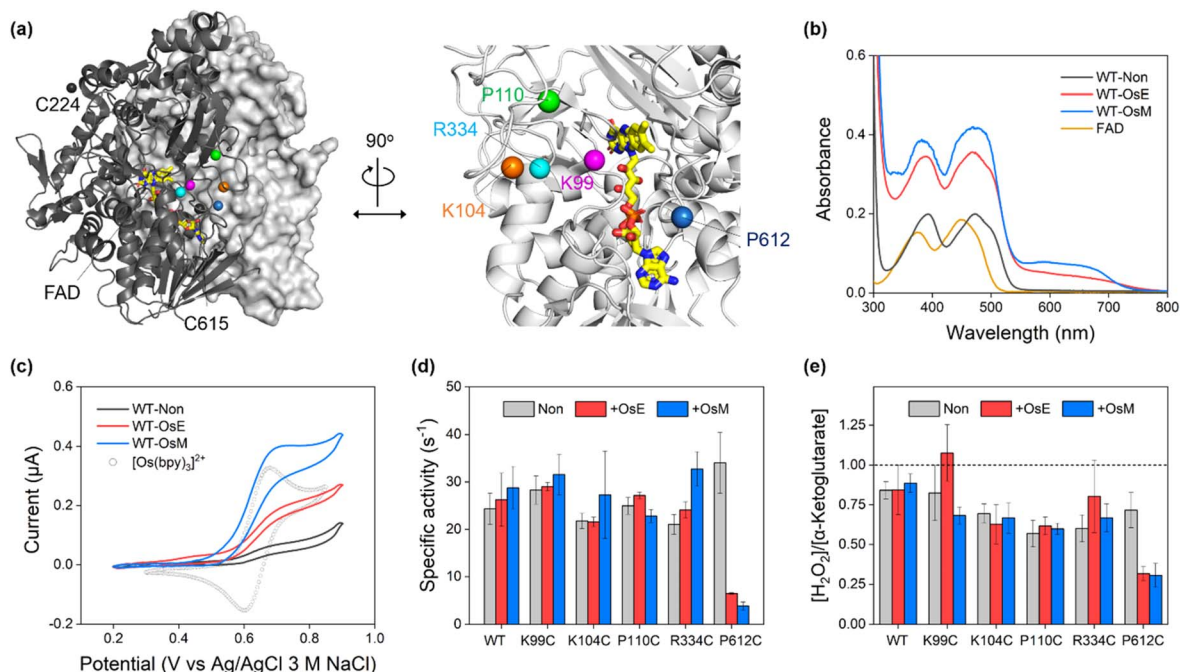 (a)
C224
FAD
C615
90º
P110
R334
K99
K104
P612
(b)
0.6
0.4
0.2
0.0
Absorbance
WT-Non
WT-OsE
WT-OsM
FAD
300 400 500 600 700 800
Wavelength (nm)
(c)
0.6
0.4
0.2
0.0
-0.2
Current (µA)
WT-Non
WT-OsE
WT-OsM
[Os(bpy)₃]²⁺
0.2 0.4 0.6 0.8 1.0
Potential (V vs Ag/AgCl 3 M NaCl)
(d)
50
40
30
20
10
0
Specific activity (s⁻¹)
Non +OsE +OsM
WT K99C K104C P110C R334C P612C
(e)
1.00
0.75
0.50
0.25
0.00
[H₂O₂]/[α-Ketoglutarate]
Non +OsE +OsM
WT K99C K104C P110C R334C P612C